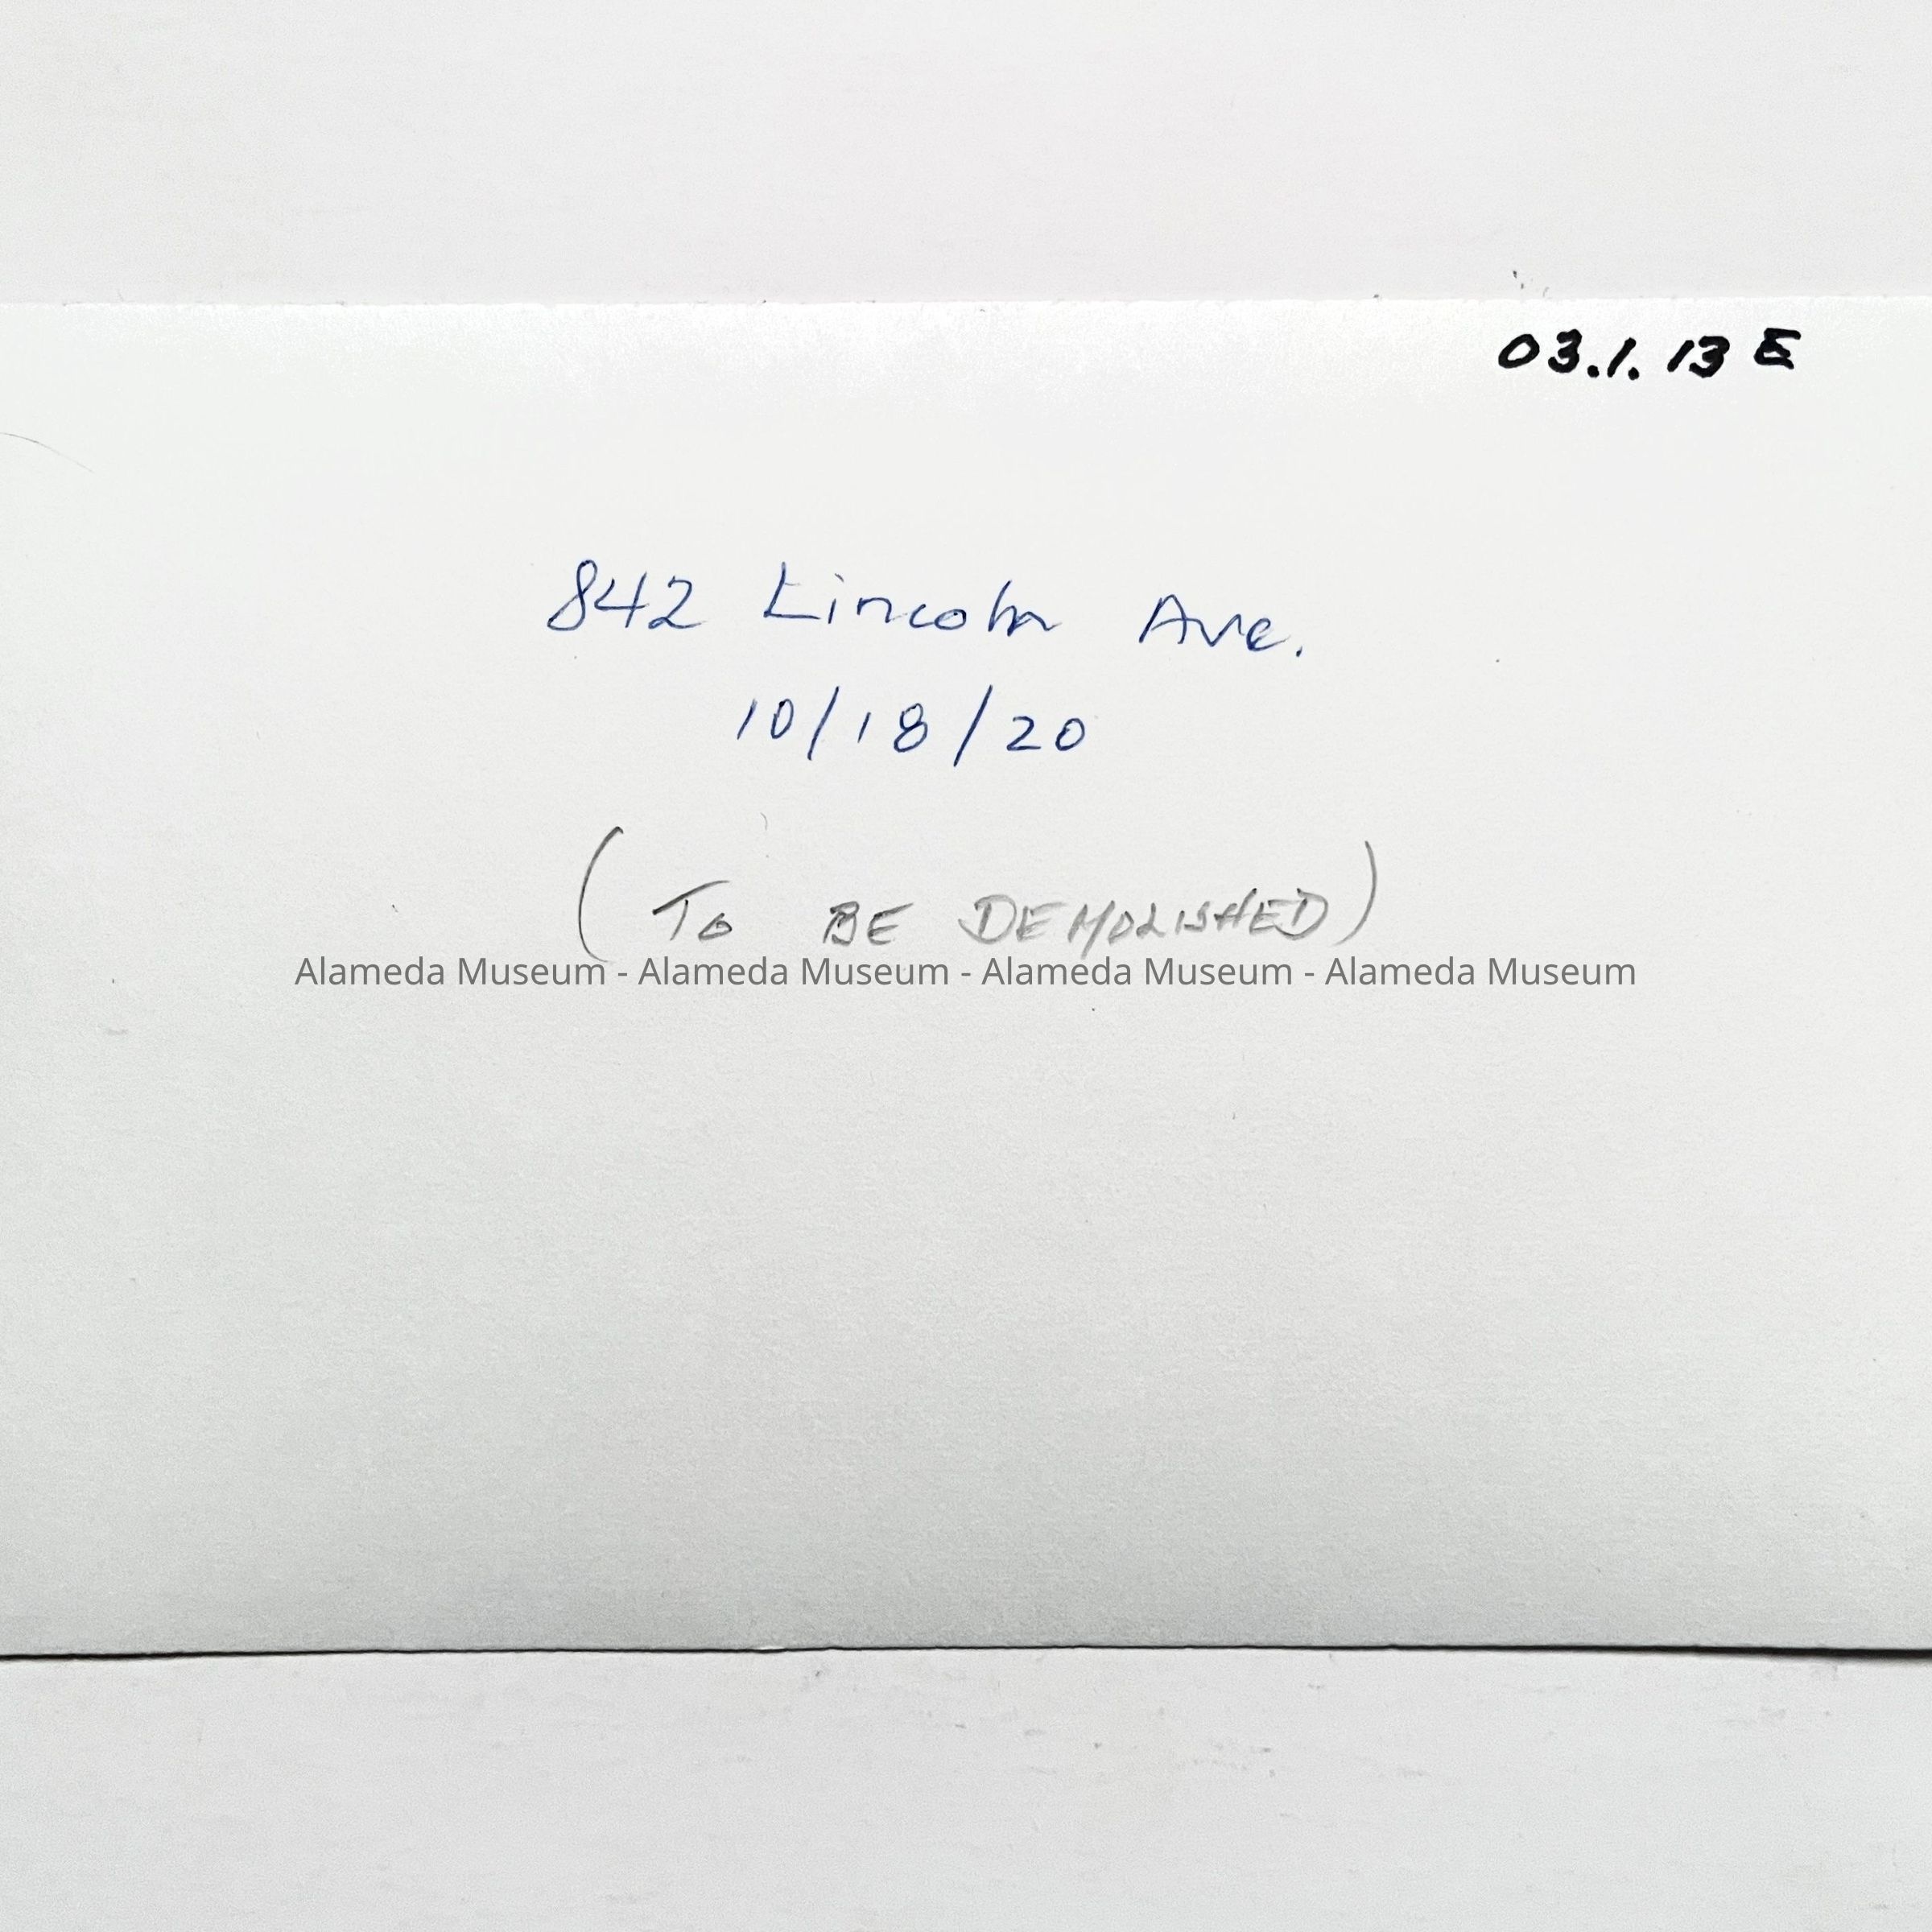 03.1.13 E
842 Lincoln Ave.
10/18/20
(TO BE DEMOLISHED)
Alameda Museum - Alameda Museum - Alameda Museum - Alameda Museum